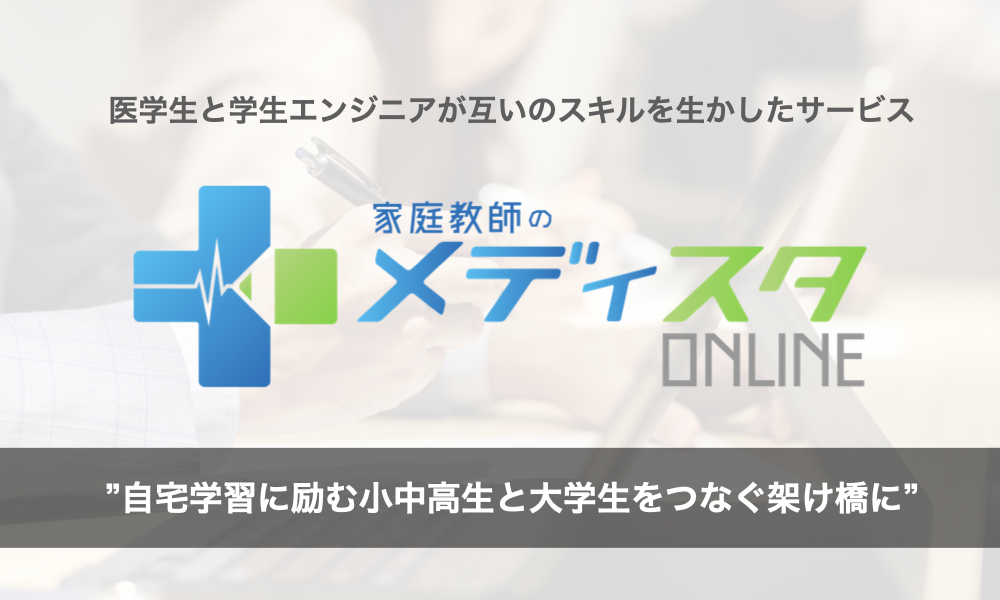 医学生と学生エンジニアが互いのスキルを生かしたサービス
家庭教師の
メディスタ
ONLINE
”自宅学習に励む小中高生と大学生をつなぐ架け橋に”